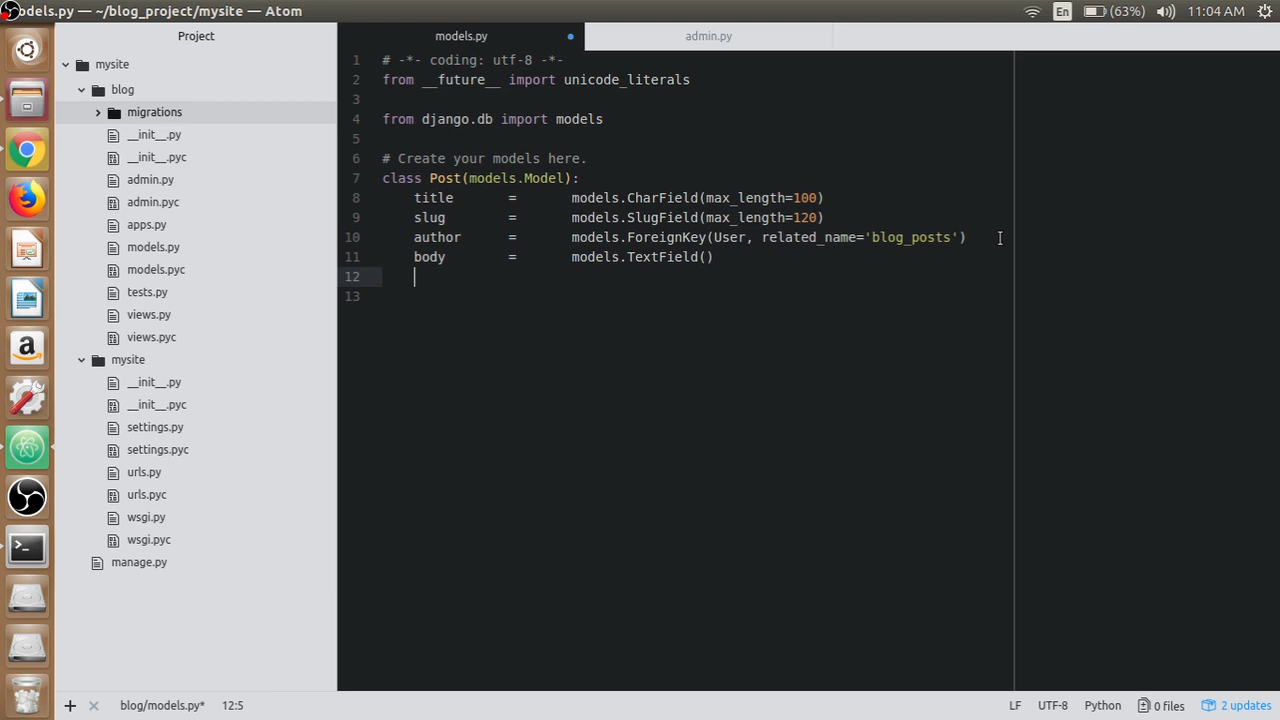 odels.py — ~/blog_project/mysite — Atom
En
(63%)
11:04 AM
Project
models.py
admin.py
mysite
blog
migrations
__init__.py
__init__.pyc
admin.py
admin.pyc
apps.py
models.py
models.pyc
tests.py
views.py
views.pyc
mysite
__init__.py
__init__.pyc
settings.py
settings.pyc
urls.py
urls.pyc
wsgi.py
wsgi.pyc
manage.py
1 # -*- coding: utf-8 -*-
2 from __future__ import unicode_literals
3
4 from django.db import models
5
6 # Create your models here.
7 class Post(models.Model):
8 title = models.CharField(max_length=100)
9 slug = models.SlugField(max_length=120)
10 author = models.ForeignKey(User, related_name='blog_posts')
11 body = models.TextField()
12
13
blog/models.py* 12:5
LF UTF-8 Python 0 files 2 updates